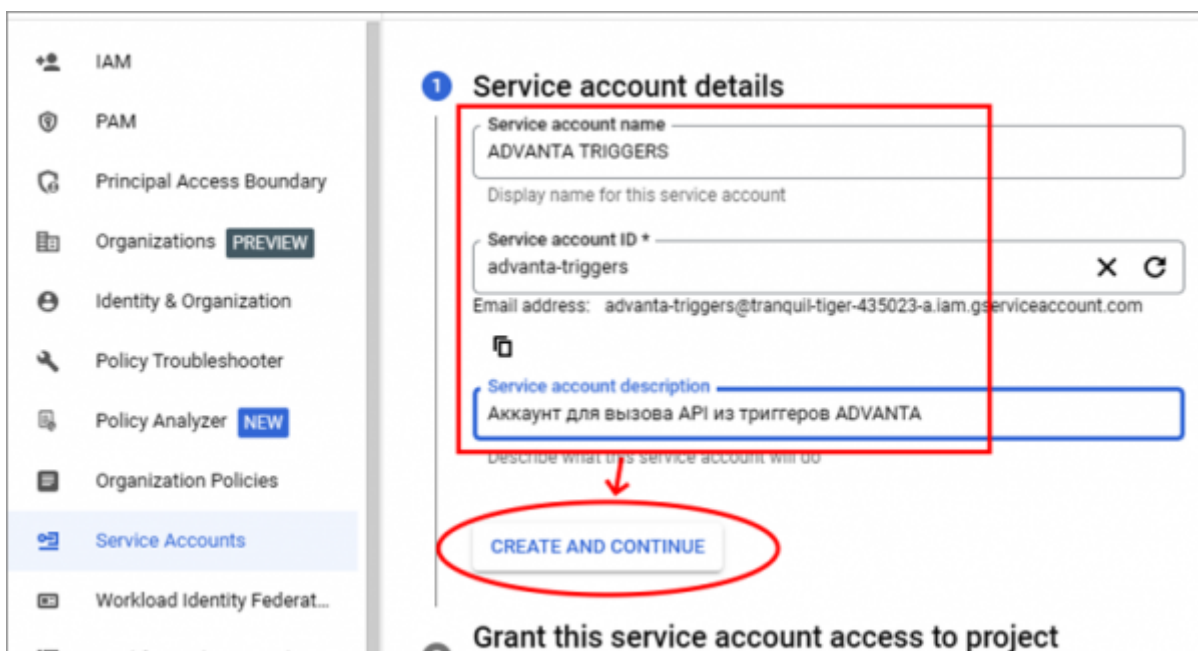 IAM
PAM
Principal Access Boundary
Organizations PREVIEW
Identity & Organization
Policy Troubleshooter
Policy Analyzer NEW
Organization Policies
Service Accounts
Workload Identity Federat...
1 Service account details
Service account name
ADVANTA TRIGGERS
Display name for this service account
Service account ID *
advanta-triggers
Email address: advanta-triggers@tranquil-tiger-435023-a.iam.gserviceaccount.com
Service account description
Аккаунт для вызова API из триггеров ADVANTA
Describe what this service account will do
CREATE AND CONTINUE
Grant this service account access to project